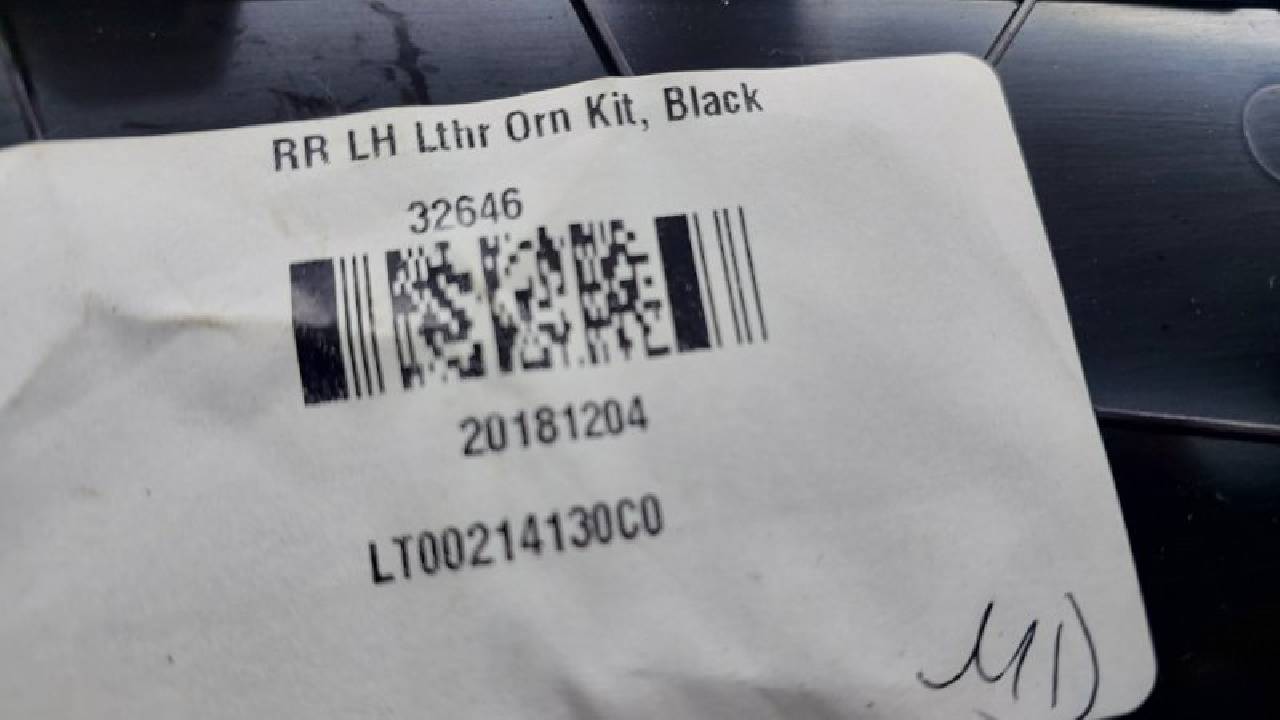 RR LH Lthr Orn Kit, Black
32646
20181204
LT00214130C0